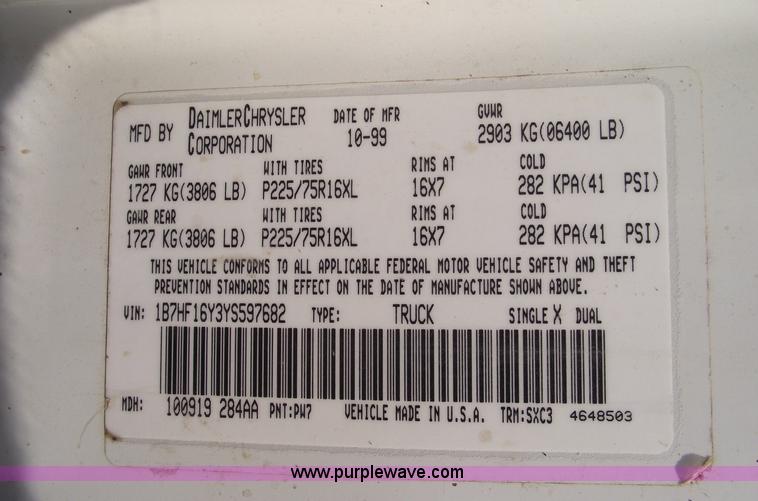 MFD BY DAIMLERCHRYSLER CORPORATION DATE OF MFR 10-99 GVWR 2903 KG(06400 LB)
GAWR FRONT WITH TIRES RIMS AT COLD
1727 KG(3806 LB) P225/75R16XL 16X7 282 KPA(41 PSI)
GAWR REAR WITH TIRES RIMS AT COLD
1727 KG(3806 LB) P225/75R16XL 16X7 282 KPA(41 PSI)
THIS VEHICLE CONFORMS TO ALL APPLICABLE FEDERAL MOTOR VEHICLE SAFETY AND THEFT
PREVENTION STANDARDS IN EFFECT ON THE DATE OF MANUFACTURE SHOWN ABOVE.
VIN: 1B7HF16Y3YS597682 TYPE: TRUCK SINGLE X DUAL
MDH: 100919 284AA PNT:PW7 VEHICLE MADE IN U.S.A. TRM:SXC3 4648503
www.purplewave.com